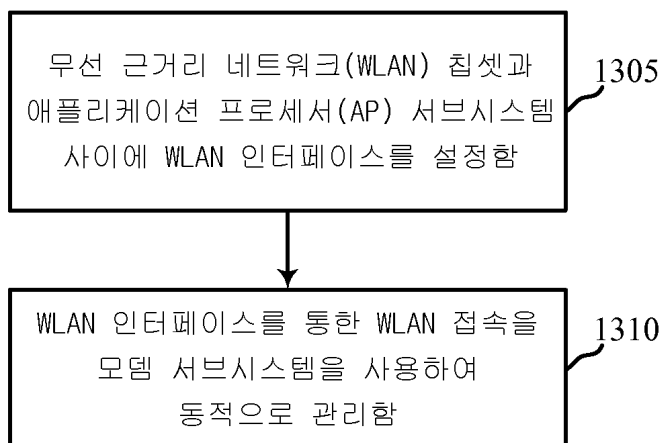 무선 근거리 네트워크(WLAN) 칩셋과
애플리케이션 프로세서(AP) 서브시스템
사이에 WLAN 인터페이스를 설정함
1305
WLAN 인터페이스를 통한 WLAN 접속을
모뎀 서브시스템을 사용하여
동적으로 관리함
1310